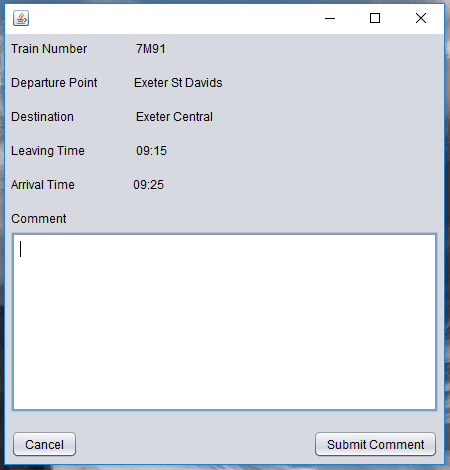 Train Number 7M91
Departure Point Exeter St Davids
Destination Exeter Central
Leaving Time 09:15
Arrival Time 09:25
Comment
Cancel Submit Comment